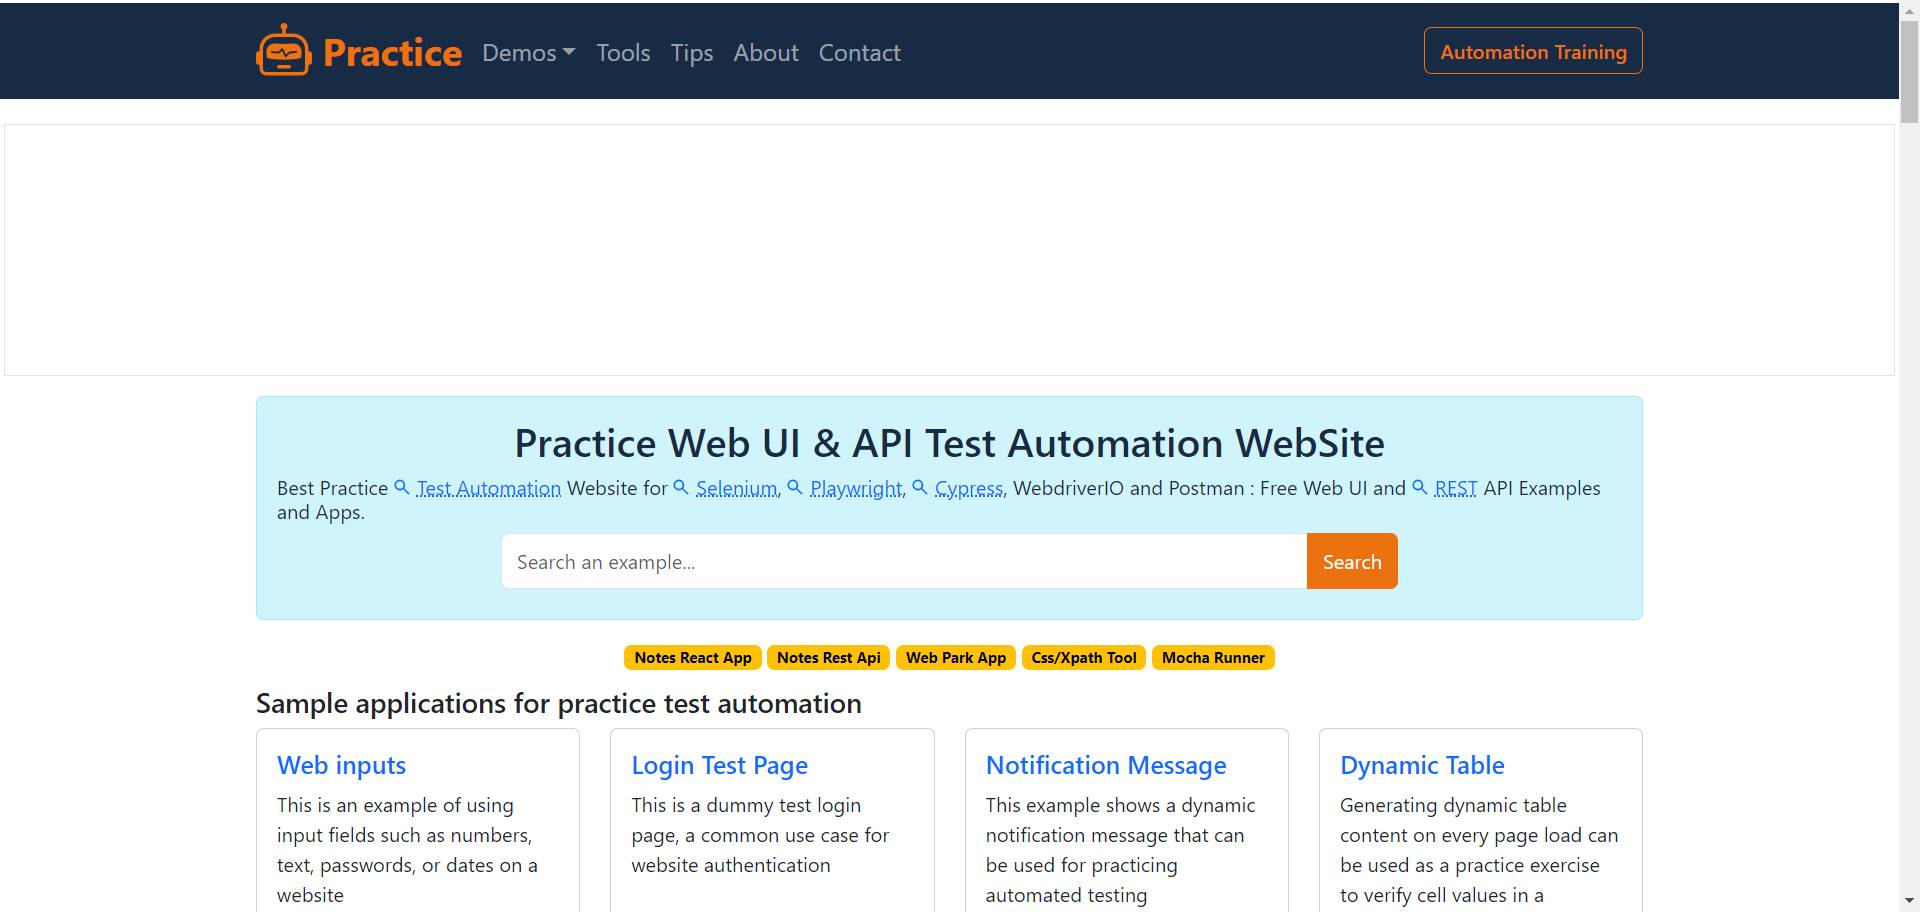 Practice Demos Tools Tips About Contact Automation Training
Practice Web UI & API Test Automation WebSite
Best Practice Test Automation Website for Selenium, Playwright, Cypress, WebdriverIO and Postman : Free Web UI and REST API Examples
and Apps.
Search an example... Search
Notes React App Notes Rest Api Web Park App Css/Xpath Tool Mocha Runner
Sample applications for practice test automation
Web inputs
This is an example of using
input fields such as numbers,
text, passwords, or dates on a
website
Login Test Page
This is a dummy test login
page, a common use case for
website authentication
Notification Message
This example shows a dynamic
notification message that can
be used for practicing
automated testing
Dynamic Table
Generating dynamic table
content on every page load can
be used as a practice exercise
to verify cell values in a